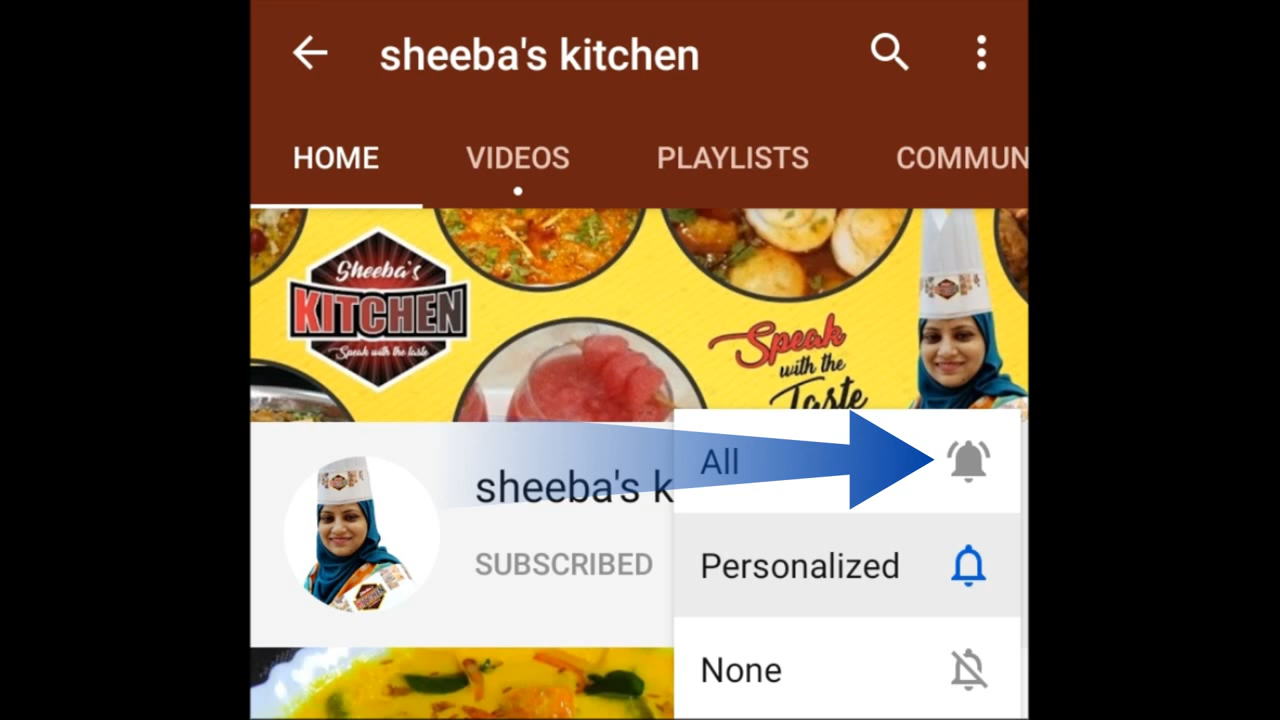 sheeba's kitchen
HOME VIDEOS PLAYLISTS COMMUN
Sheeba's
KITCHEN
Speak with the taste
Speak
with the
Taste
All
sheeba's k
SUBSCRIBED
Personalized
None